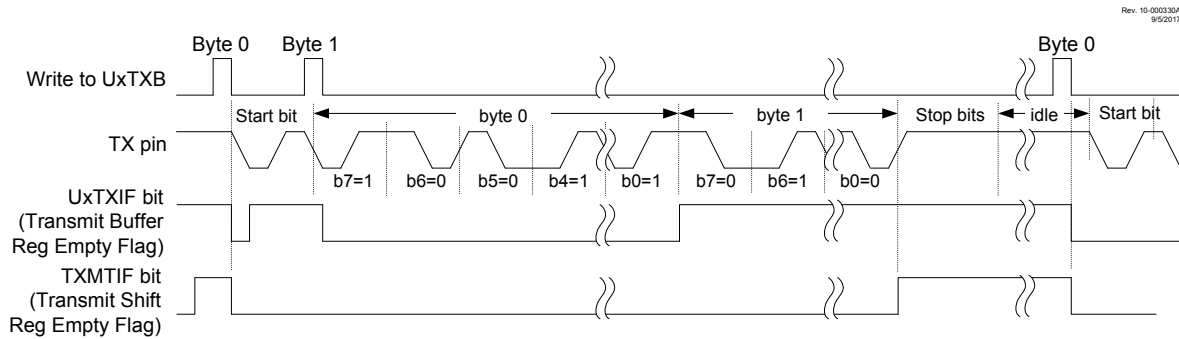 Rev. 10-000330A
9/5/2017
Byte 0 Byte 1 Byte 0
Write to UxTXB
Start bit byte 0 byte 1 Stop bits idle Start bit
TX pin
b7=1 b6=0 b5=0 b4=1 b0=1 b7=0 b6=1 b0=0
UxTXIF bit
(Transmit Buffer
Reg Empty Flag)
TXMTIF bit
(Transmit Shift
Reg Empty Flag)